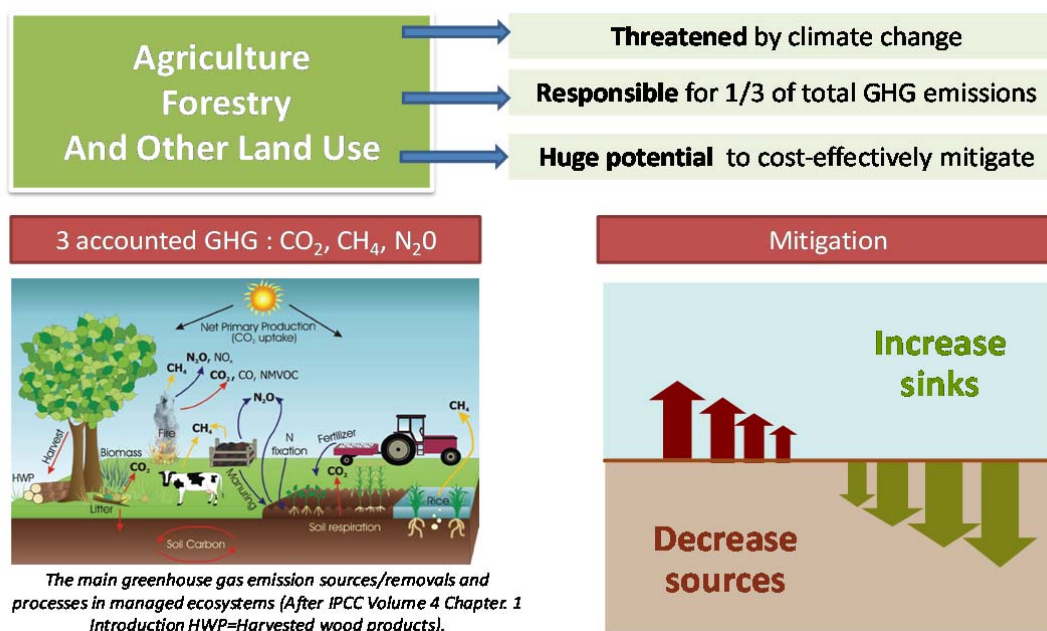 Agriculture
Forestry
And Other Land Use
Threatened by climate change
Responsible for 1/3 of total GHG emissions
Huge potential to cost-effectively mitigate
3 accounted GHG : CO₂, CH₄, N₂0
Net Primary Production
(CO₂ uptake)
N₂O, NOₓ
CH₄
CO₂, CO, NMVOC
N₂O
CH₄
Harvest
Fire
CH₄
N
fixation
Fertilizer
Biomass
CO₂
HWP
Manuring
CO₂
Rice
Litter
Soil respiration
Soil Carbon
The main greenhouse gas emission sources/removals and
processes in managed ecosystems (After IPCC Volume 4 Chapter. 1
Introduction HWP=Harvested wood products).
Mitigation
Increase
sinks
Decrease
sources